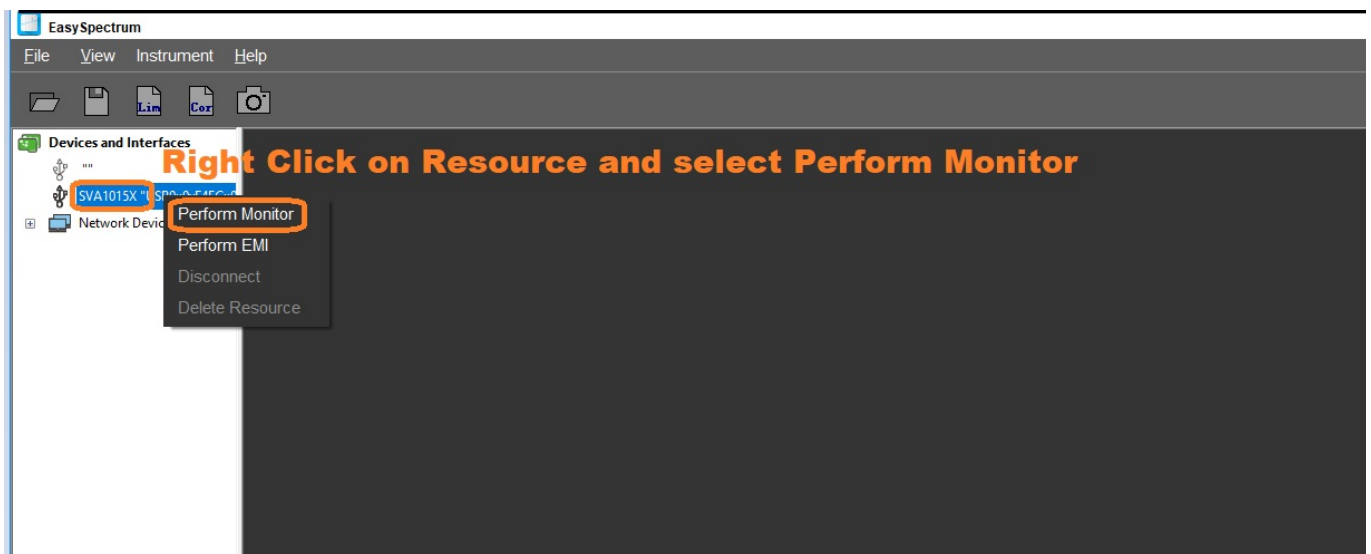 EasySpectrum
File View Instrument Help
Lim Cor
Devices and Interfaces
""
Right Click on Resource and select Perform Monitor
SVA1015X
Network Devic
Perform Monitor
Perform EMI
Disconnect
Delete Resource